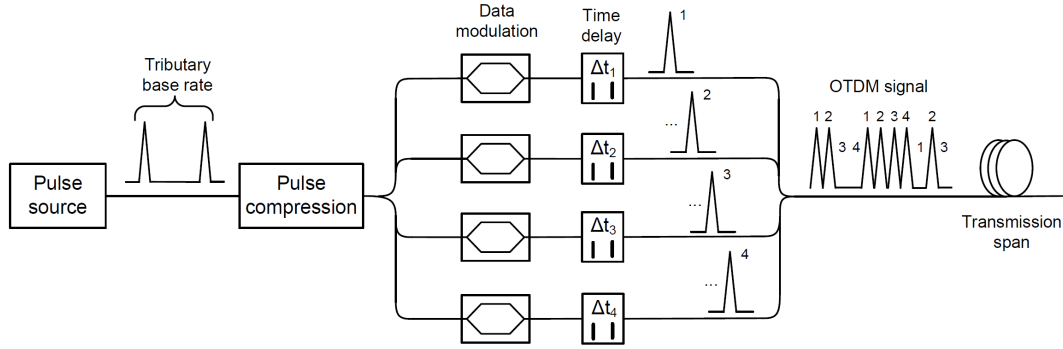 Data
modulation
Time
delay
Tributary
base rate
Pulse
source
Pulse
compression
Δt1
Δt2
Δt3
Δt4
1
... 2
... 3
... 4
OTDM signal
1 2 3 4 1 2 3 4 1 2 3
Transmission
span